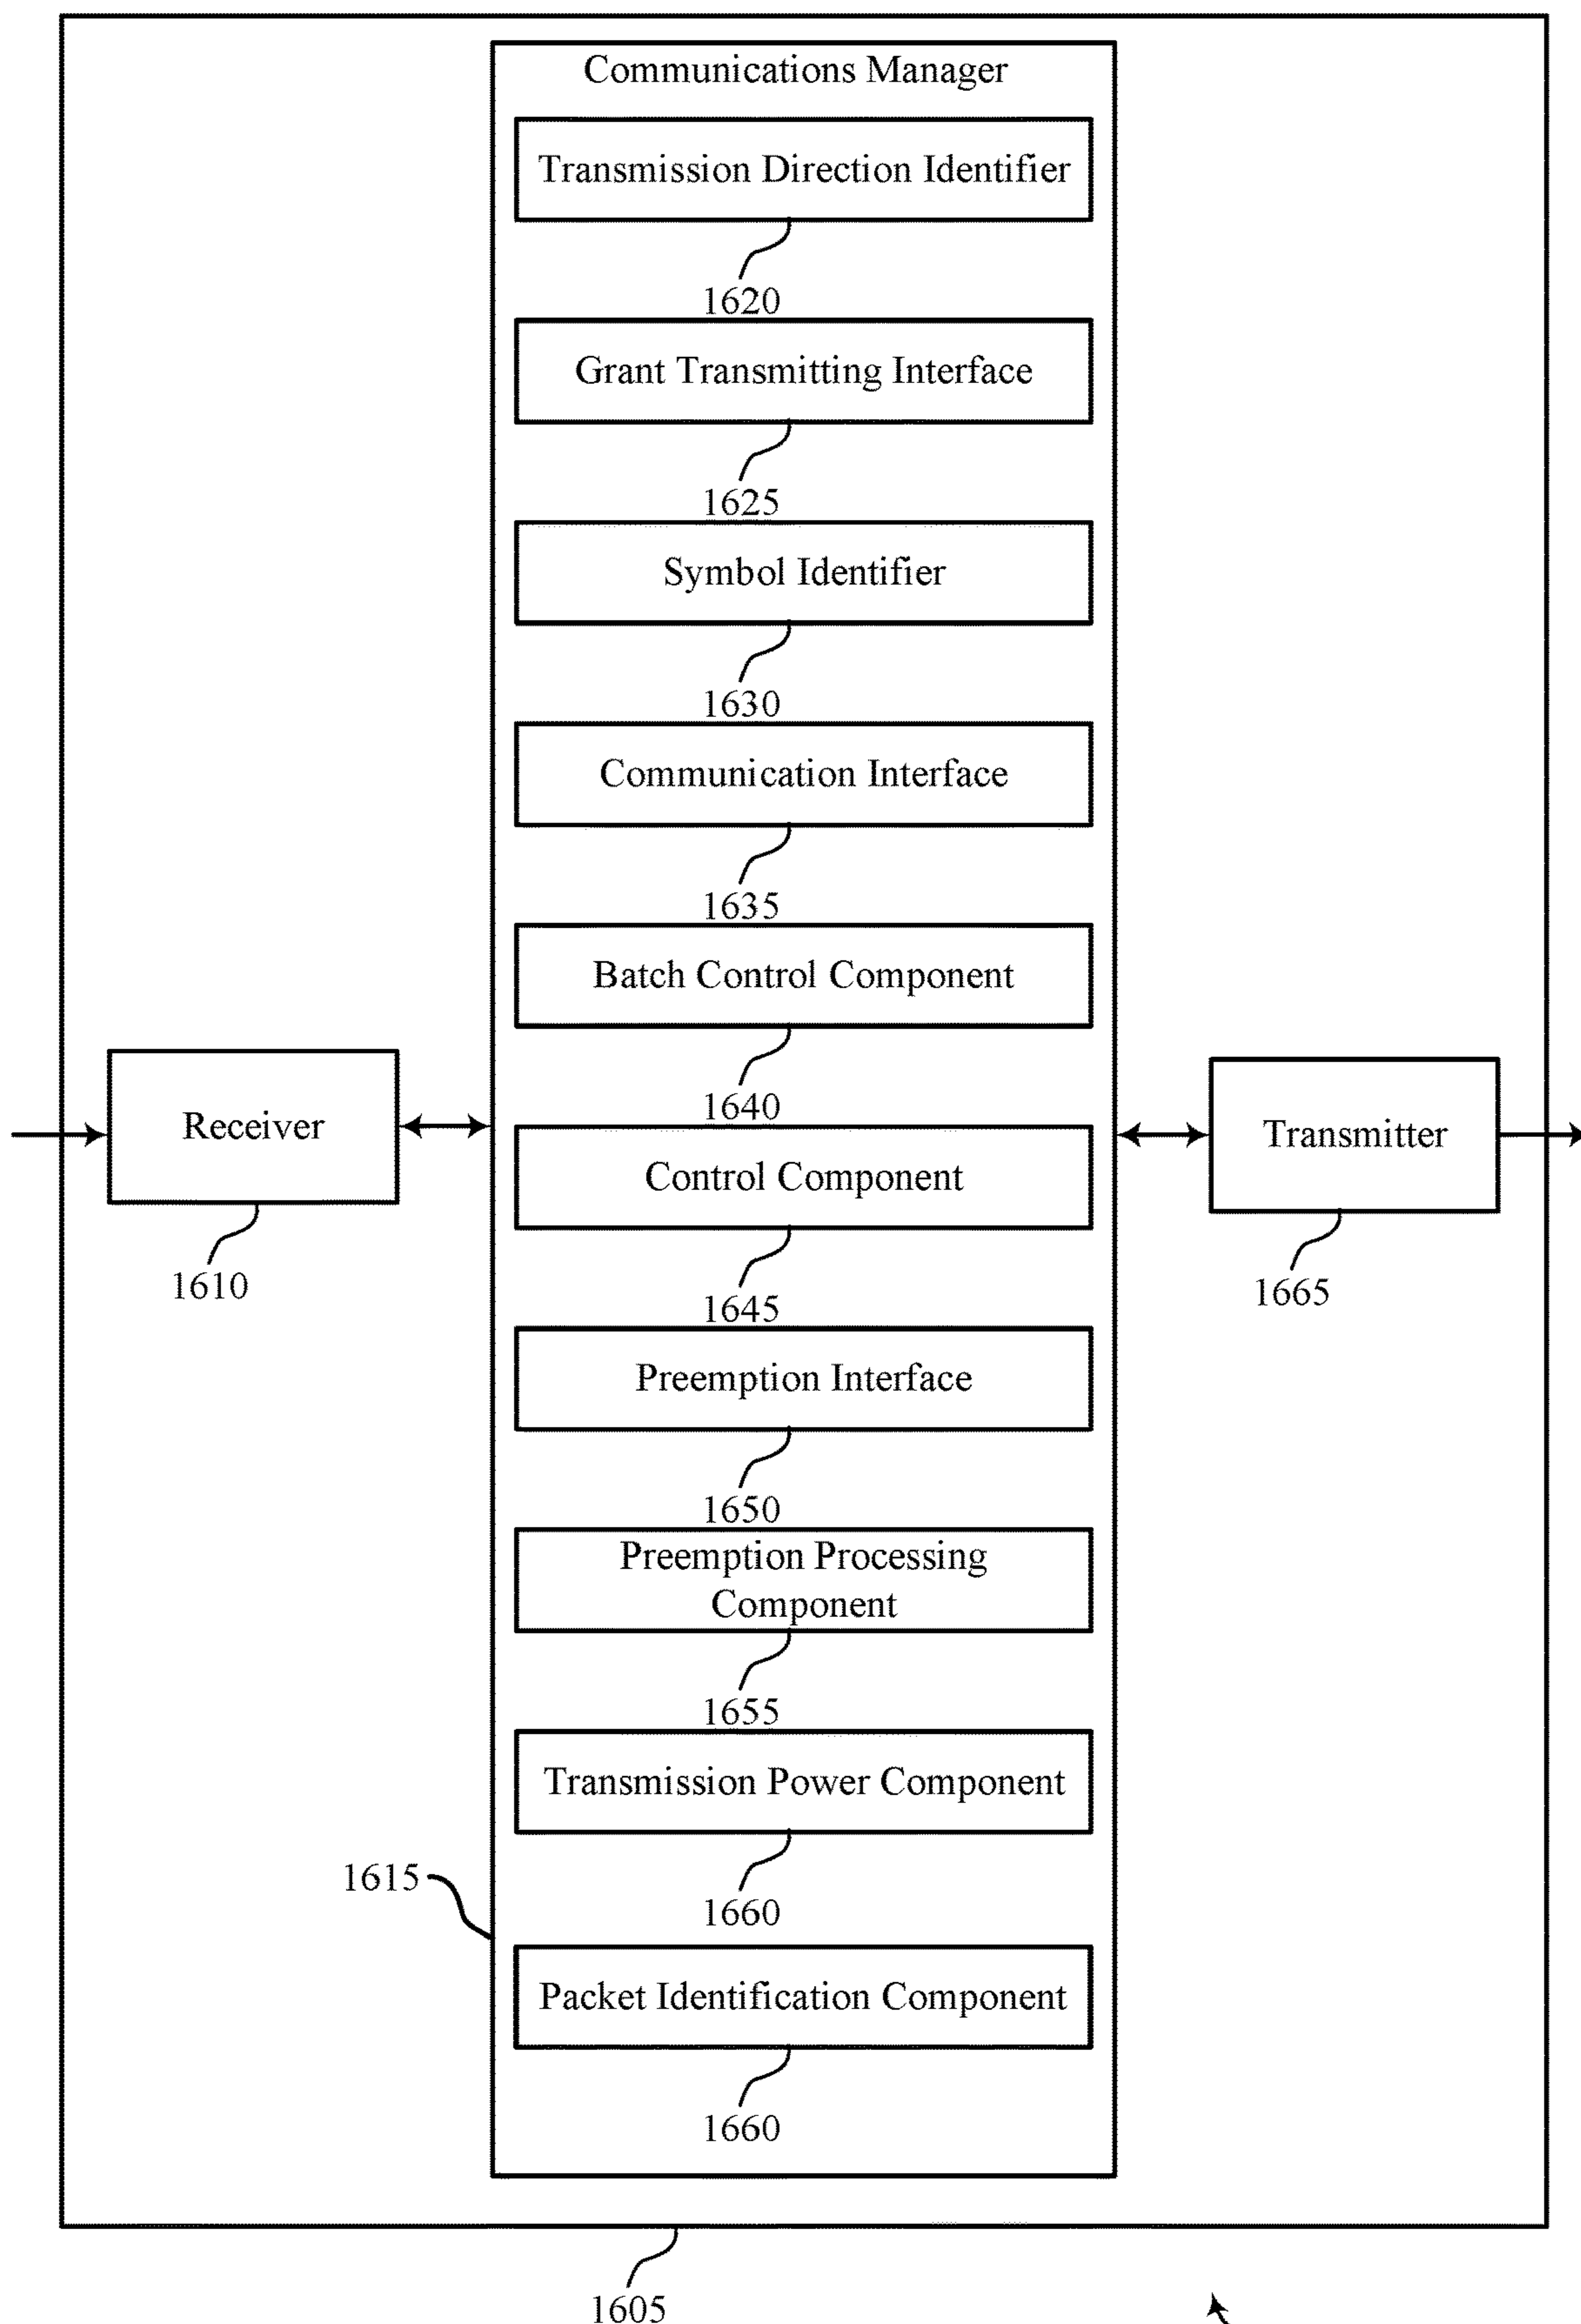 Communications Manager
Transmission Direction Identifier
1620
Grant Transmitting Interface
1625
Symbol Identifier
1630
Communication Interface
1635
Batch Control Component
1640
Receiver
1610
Control Component
1645
Transmitter
1665
Preemption Interface
1650
Preemption Processing
Component
1655
Transmission Power Component
1660
1615
Packet Identification Component
1660
1605